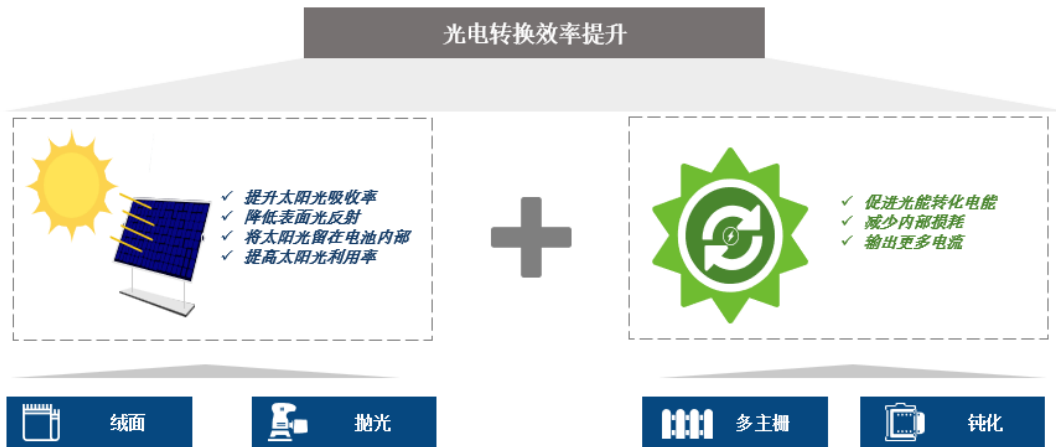 光电转换效率提升
提升太阳光吸收率
降低表面光反射
将太阳光留在电池内部
提高太阳光利用率
促进光能转化电能
减少内部损耗
输出更多电流
绒面
抛光
多主栅
钝化